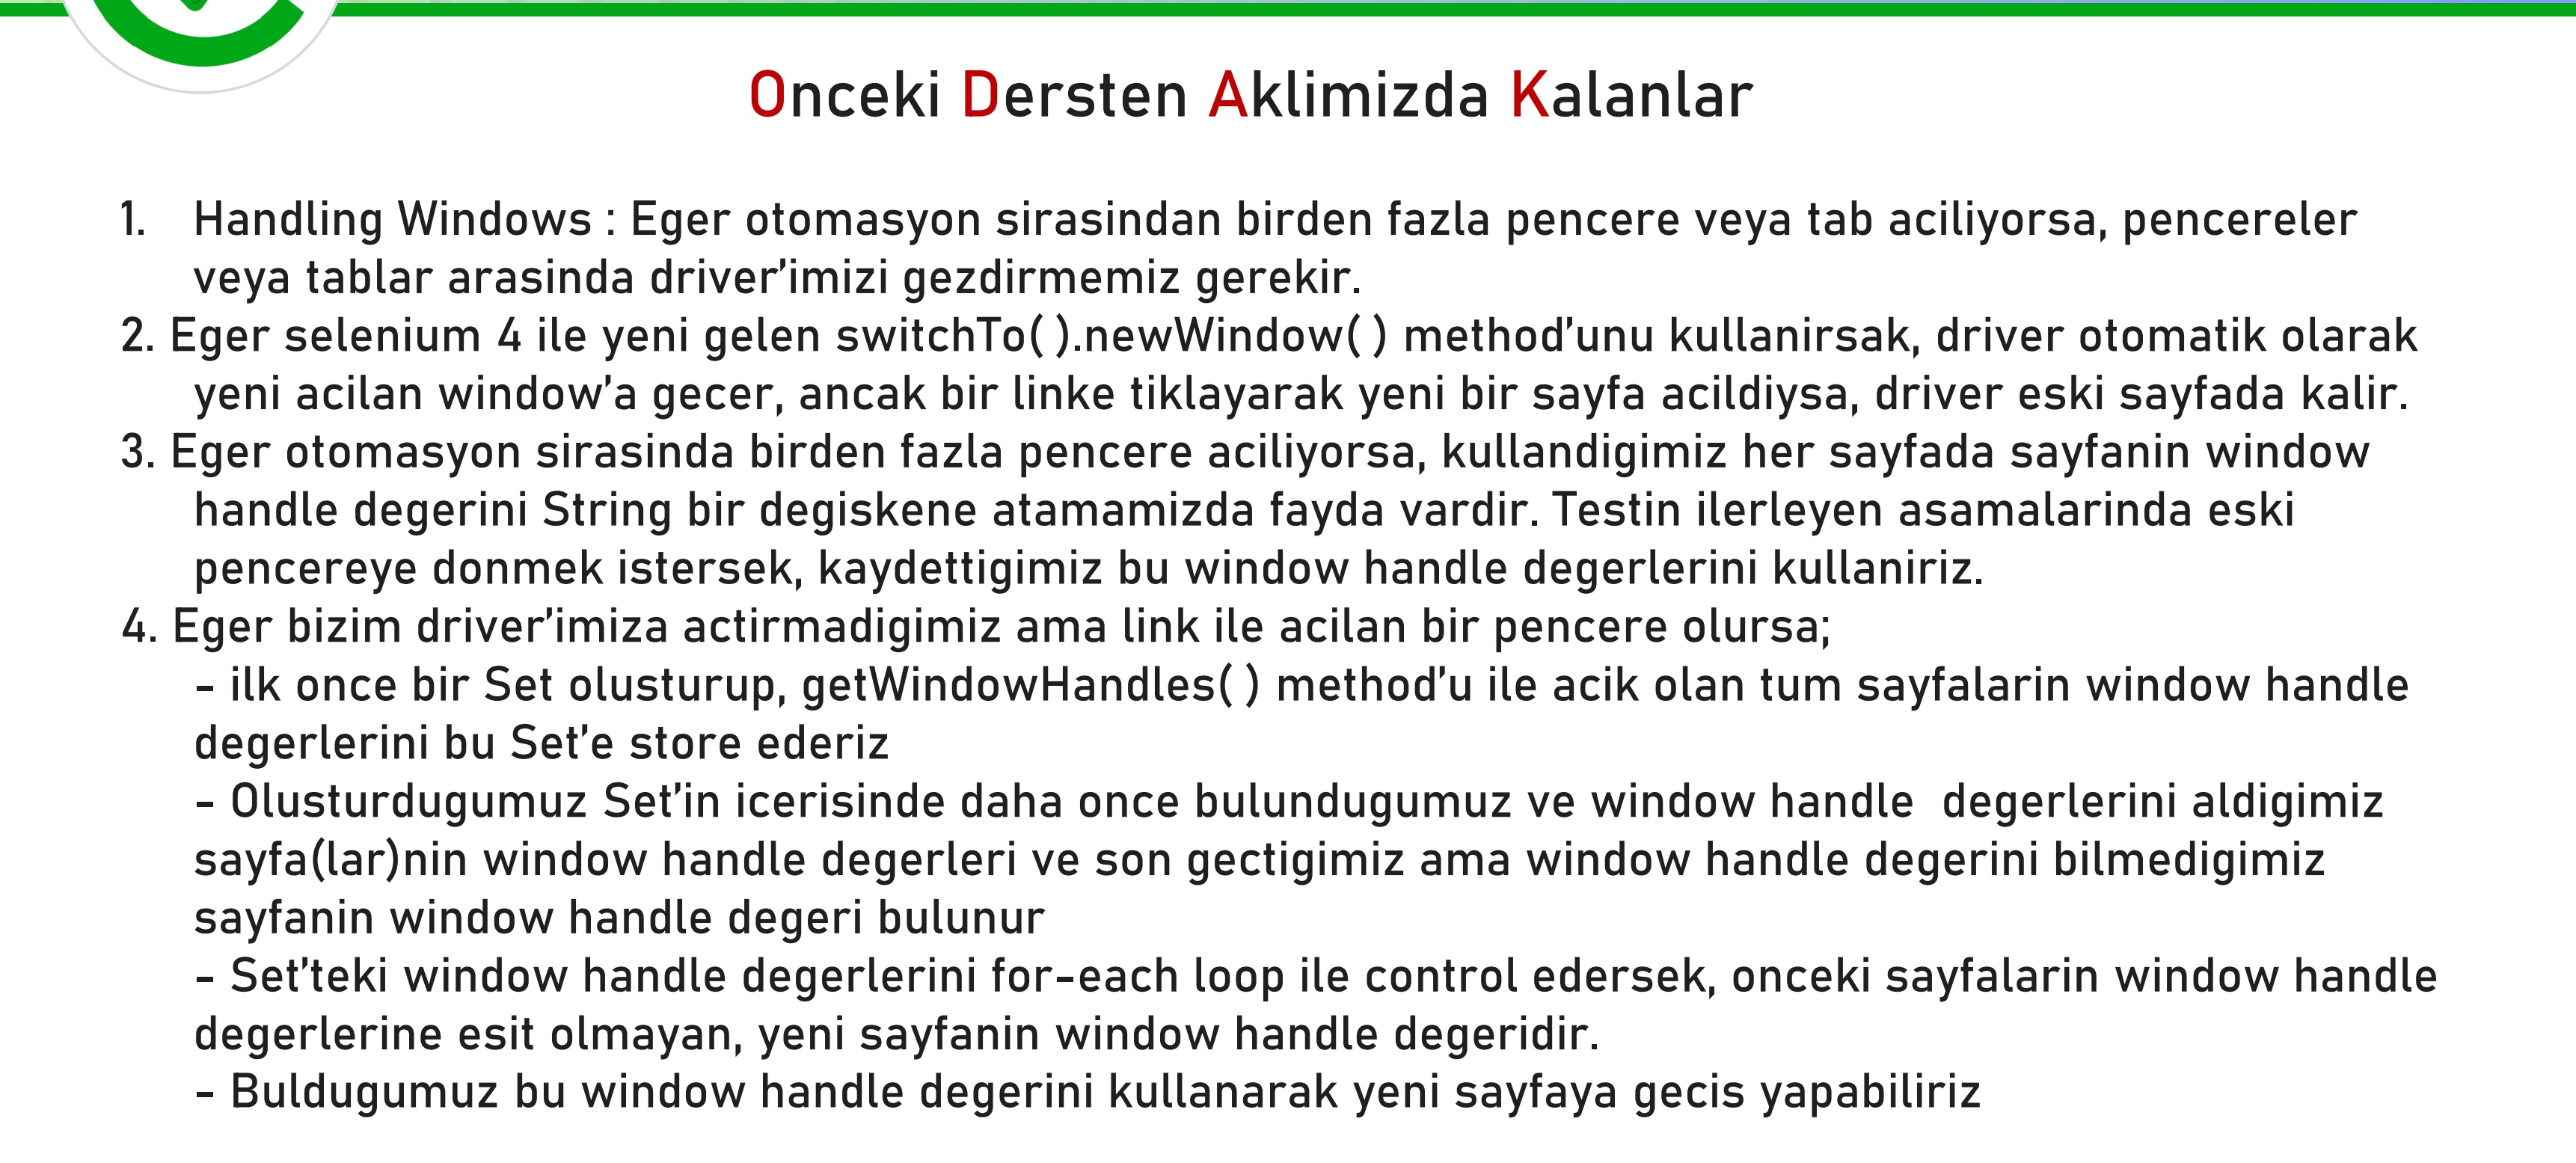 Onceki Dersten Aklimizda Kalanlar
1. Handling Windows : Eger otomasyon sirasindan birden fazla pencere veya tab aciliyorsa, pencereler
veya tablar arasinda driver’imizi gezdirmemiz gerekir.
2. Eger selenium 4 ile yeni gelen switchTo( ).newWindow( ) method’unu kullanirsak, driver otomatik olarak
yeni acilan window’a gecer, ancak bir linke tiklayarak yeni bir sayfa acildiysa, driver eski sayfada kalir.
3. Eger otomasyon sirasinda birden fazla pencere aciliyorsa, kullandigimiz her sayfada sayfanin window
handle degerini String bir degiskene atamamizda fayda vardir. Testin ilerleyen asamalarinda eski
pencereye donmek istersek, kaydettigimiz bu window handle degerlerini kullaniriz.
4. Eger bizim driver’imiza actirmadigimiz ama link ile acilan bir pencere olursa;
- ilk once bir Set olusturup, getWindowHandles( ) method’u ile acik olan tum sayfalarin window handle
degerlerini bu Set’e store ederiz
- Olusturdugumuz Set’in icerisinde daha once bulundugumuz ve window handle  degerlerini aldigimiz
sayfa(lar)nin window handle degerleri ve son gectigimiz ama window handle degerini bilmedigimiz
sayfanin window handle degeri bulunur
- Set’teki window handle degerlerini for-each loop ile control edersek, onceki sayfalarin window handle
degerlerine esit olmayan, yeni sayfanin window handle degeridir.
- Buldugumuz bu window handle degerini kullanarak yeni sayfaya gecis yapabiliriz